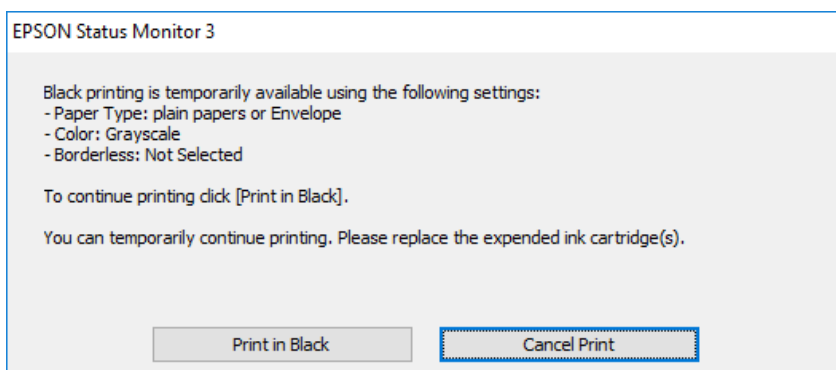 EPSON Status Monitor 3
Black printing is temporarily available using the following settings:
- Paper Type: plain papers or Envelope
- Color: Grayscale
- Borderless: Not Selected
To continue printing click [Print in Black].
You can temporarily continue printing. Please replace the expended ink cartridge(s).
Print in Black
Cancel Print